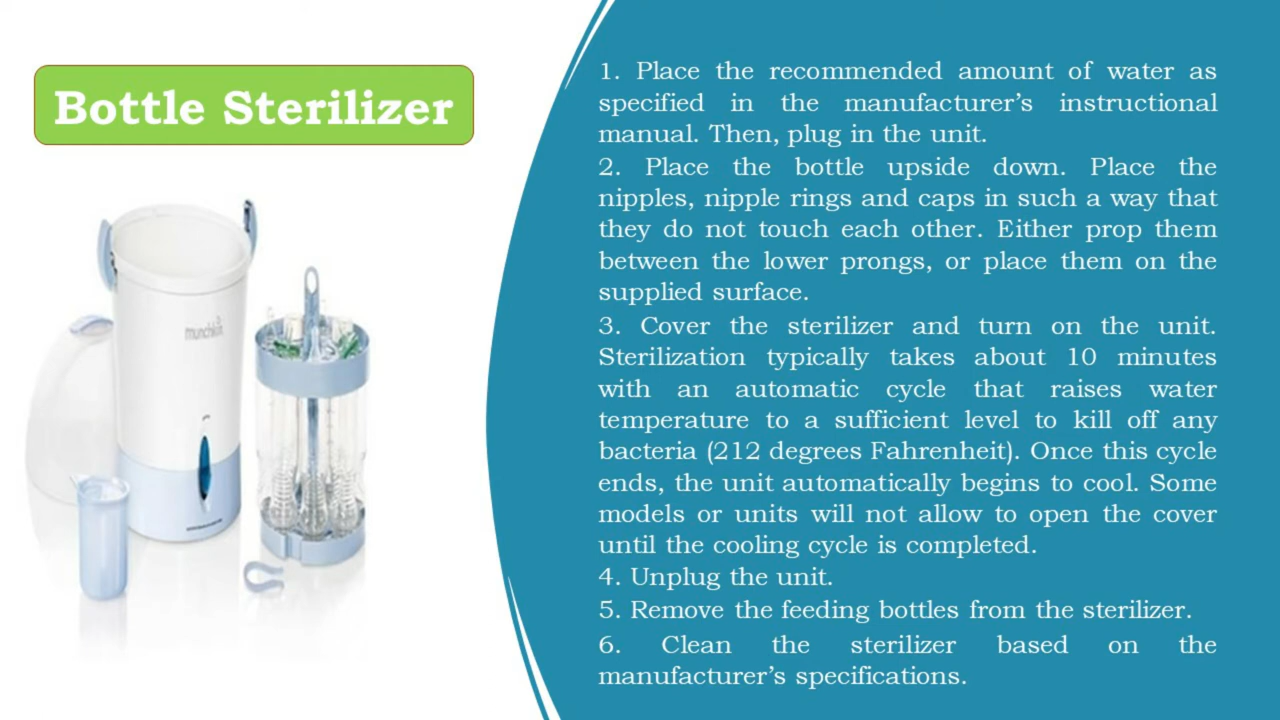 Bottle Sterilizer
munchkin
1. Place the recommended amount of water as
specified in the manufacturer's instructional
manual. Then, plug in the unit.
2. Place the bottle upside down. Place the
nipples, nipple rings and caps in such a way that
they do not touch each other. Either prop them
between the lower prongs, or place them on the
supplied surface.
3. Cover the sterilizer and turn on the unit.
Sterilization typically takes about 10 minutes
with an automatic cycle that raises water
temperature to a sufficient level to kill off any
bacteria (212 degrees Fahrenheit). Once this cycle
ends, the unit automatically begins to cool. Some
models or units will not allow to open the cover
until the cooling cycle is completed.
4. Unplug the unit.
5. Remove the feeding bottles from the sterilizer.
6. Clean the sterilizer based on the
manufacturer's specifications.